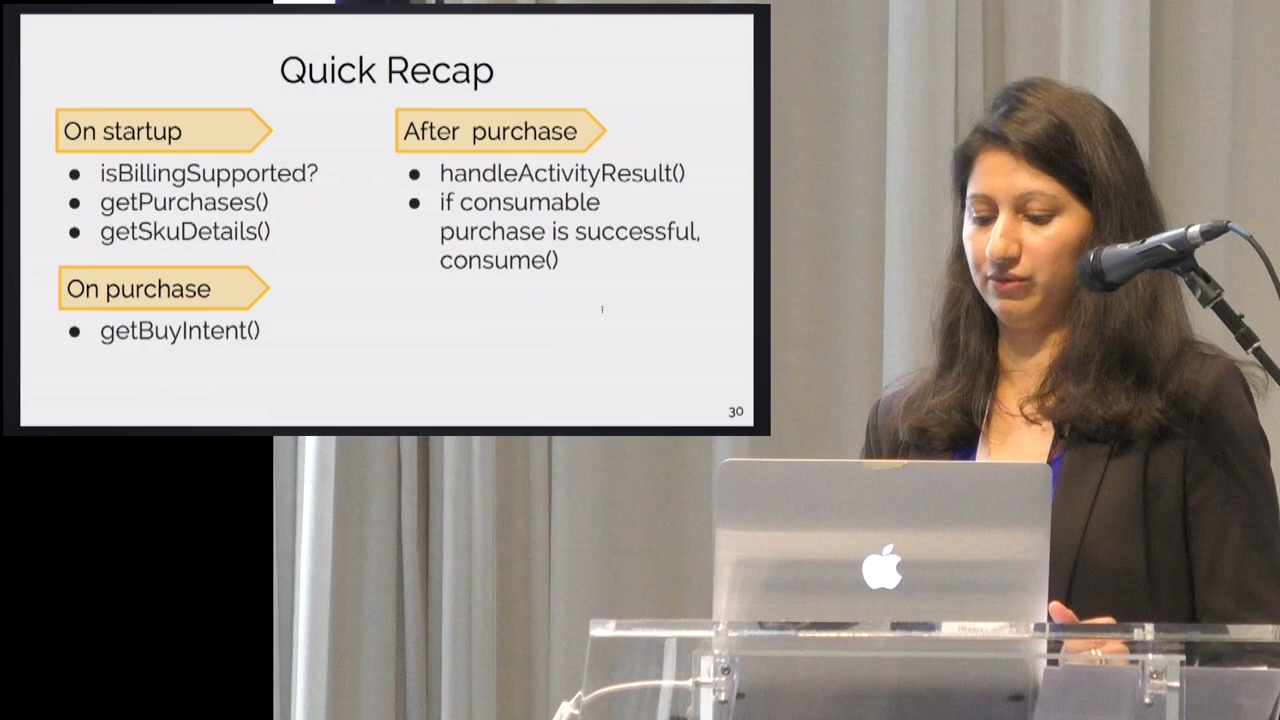 Quick Recap
On startup
isBillingSupported?
getPurchases()
getSkuDetails()
On purchase
getBuyIntent()
After purchase
handleActivityResult()
if consumable
purchase is successful,
consume()
30